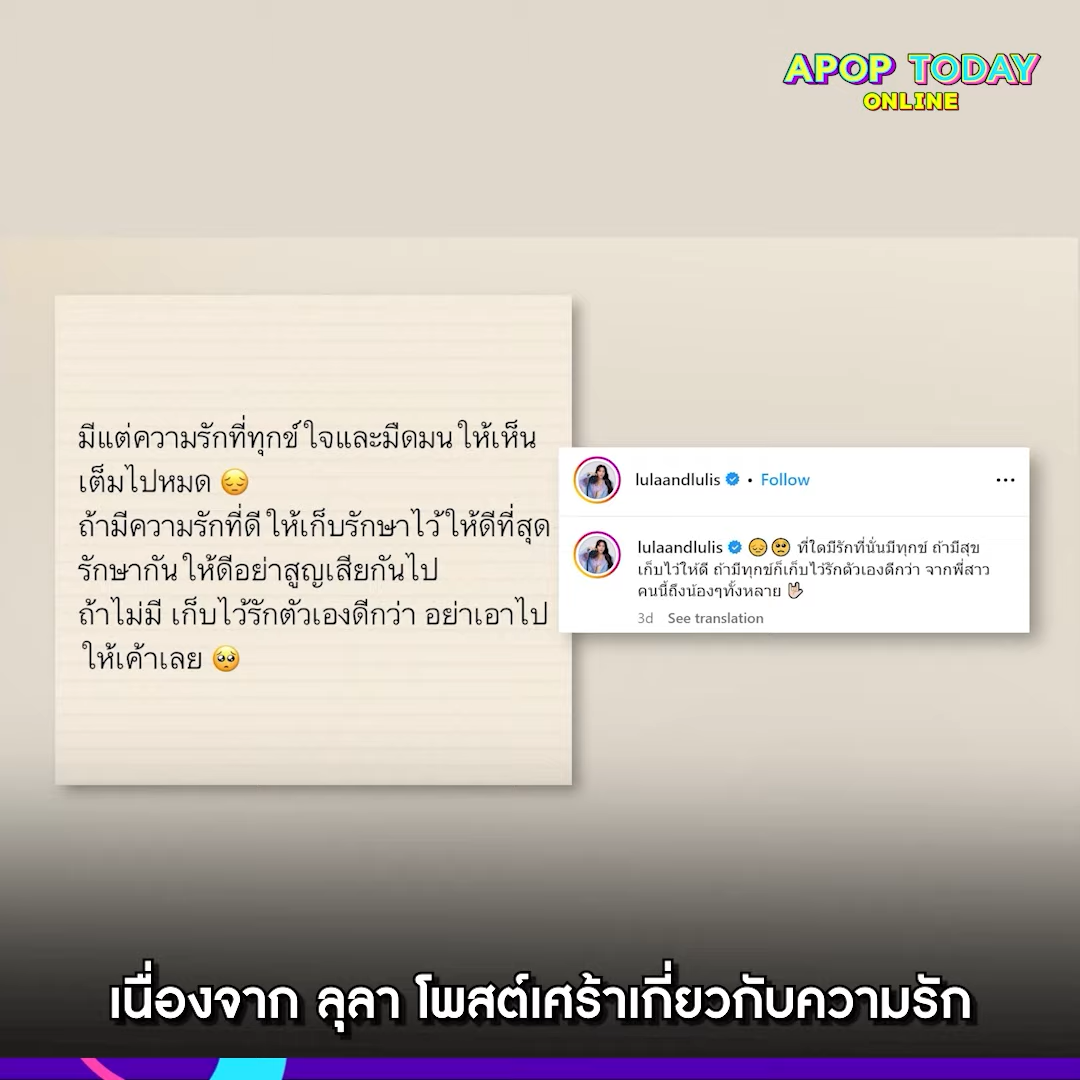 APOP TODAY
ONLINE
มีแต่ความรักที่ทุกข์ใจและมืดมน ให้เห็น
เต็มไปหมด 😔
ถ้ามีความรักที่ดี ให้เก็บรักษาไว้ ให้ดีที่สุด
รักษากัน ให้ดีอย่าสูญเสียกันไป
ถ้าไม่มี เก็บไว้รักตัวเองดีกว่า อย่าเอาไป
ให้เค้าเลย 🥺
lulaandlulis • Follow
lulaandlulis 😔🥺 ที่ใดมีรักที่นั่นมีทุกข์ ถ้ามีสุข
เก็บไว้ให้ดี ถ้ามีทุกข์ก็เก็บไว้รักตัวเองดีกว่า จากพี่สาว
คนนี้ถึงน้องๆทั้งหลาย 🤟🏻
3d See translation
เนื่องจาก ลุลา โพสต์เศร้าเกี่ยวกับความรัก